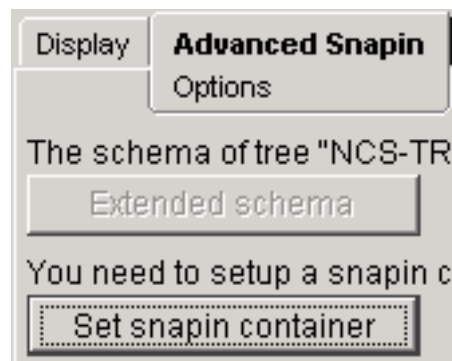 Display Advanced Snapin
Options
The schema of tree "NCS-TR
Extended schema
You need to setup a snapin c
Set snapin container